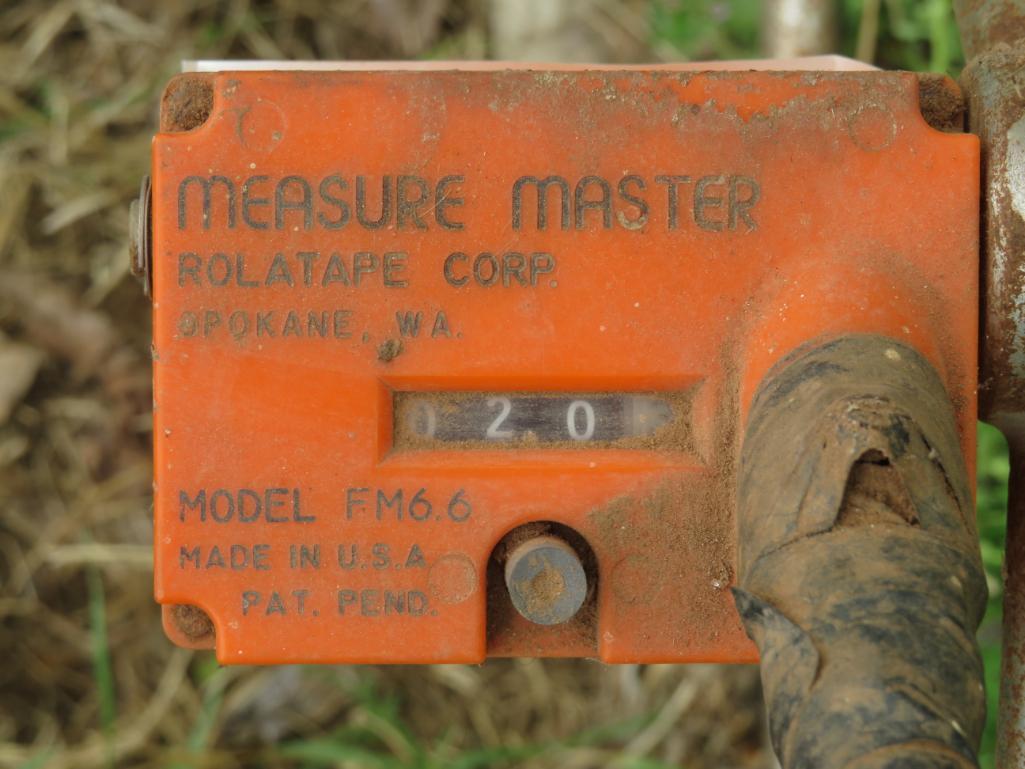 MEASURE MASTER
ROLATAPE CORP.
SPOKANE, WA.
020
MODEL FM6.6
MADE IN U.S.A
PAT. PEND.